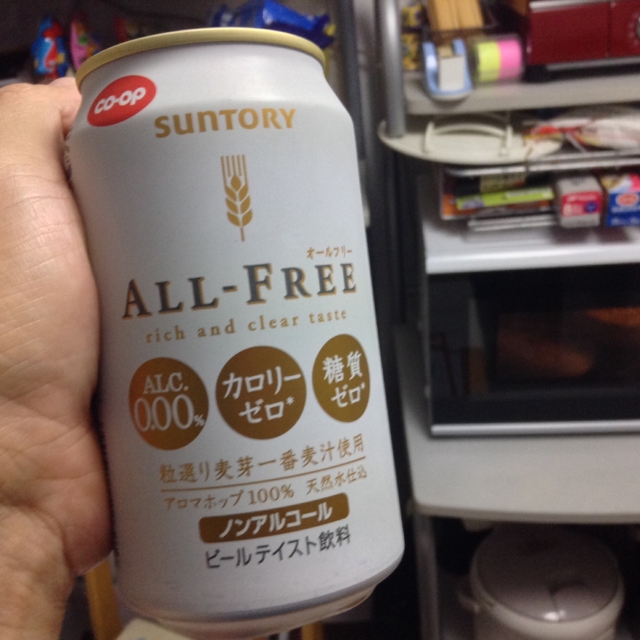 CO-OP
SUNTORY
オールフリー
ALL-FREE
rich and clear taste
ALC.
0.00%
カロリー
ゼロ*
糖質
ゼロ*
粒選り麦芽一番麦汁使用
アロマホップ100% 天然水仕込
ノンアルコール
ビールテイスト飲料